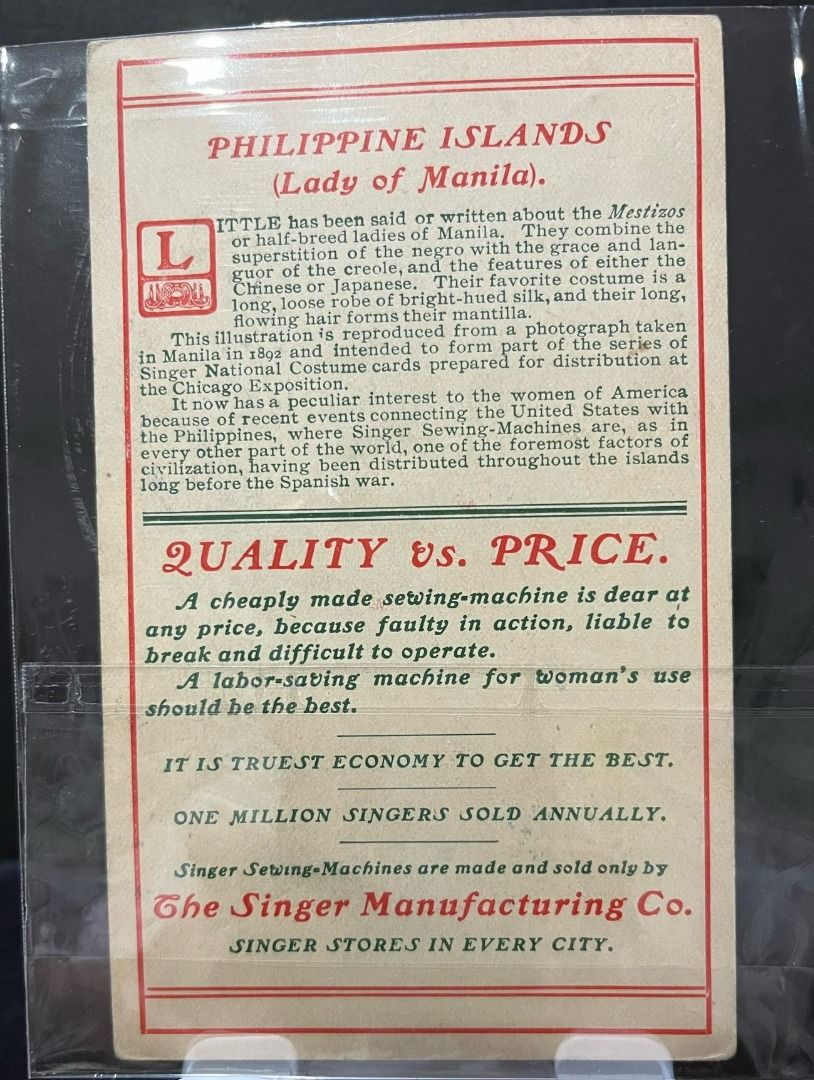 PHILIPPINE ISLANDS
(Lady of Manila).
LITTLE has been said or written about the Mestizos
or half-breed ladies of Manila. They combine the
superstition of the negro with the grace and lan-
guor of the creole, and the features of either the
Chinese or Japanese. Their favorite costume is a
long, loose robe of bright-hued silk, and their long,
flowing hair forms their mantilla.
This illustration is reproduced from a photograph taken
in Manila in 1892 and intended to form part of the series of
Singer National Costume cards prepared for distribution at
the Chicago Exposition.
It now has a peculiar interest to the women of America
because of recent events connecting the United States with
the Philippines, where Singer Sewing-Machines are, as in
every other part of the world, one of the foremost factors of
civilization, having been distributed throughout the islands
long before the Spanish war.
QUALITY vs. PRICE.
A cheaply made sewing-machine is dear at
any price, because faulty in action, liable to
break and difficult to operate.
A labor-saving machine for woman's use
should be the best.
IT IS TRUEST ECONOMY TO GET THE BEST.
ONE MILLION SINGERS SOLD ANNUALLY.
Singer Sewing-Machines are made and sold only by
The Singer Manufacturing Co.
SINGER STORES IN EVERY CITY.